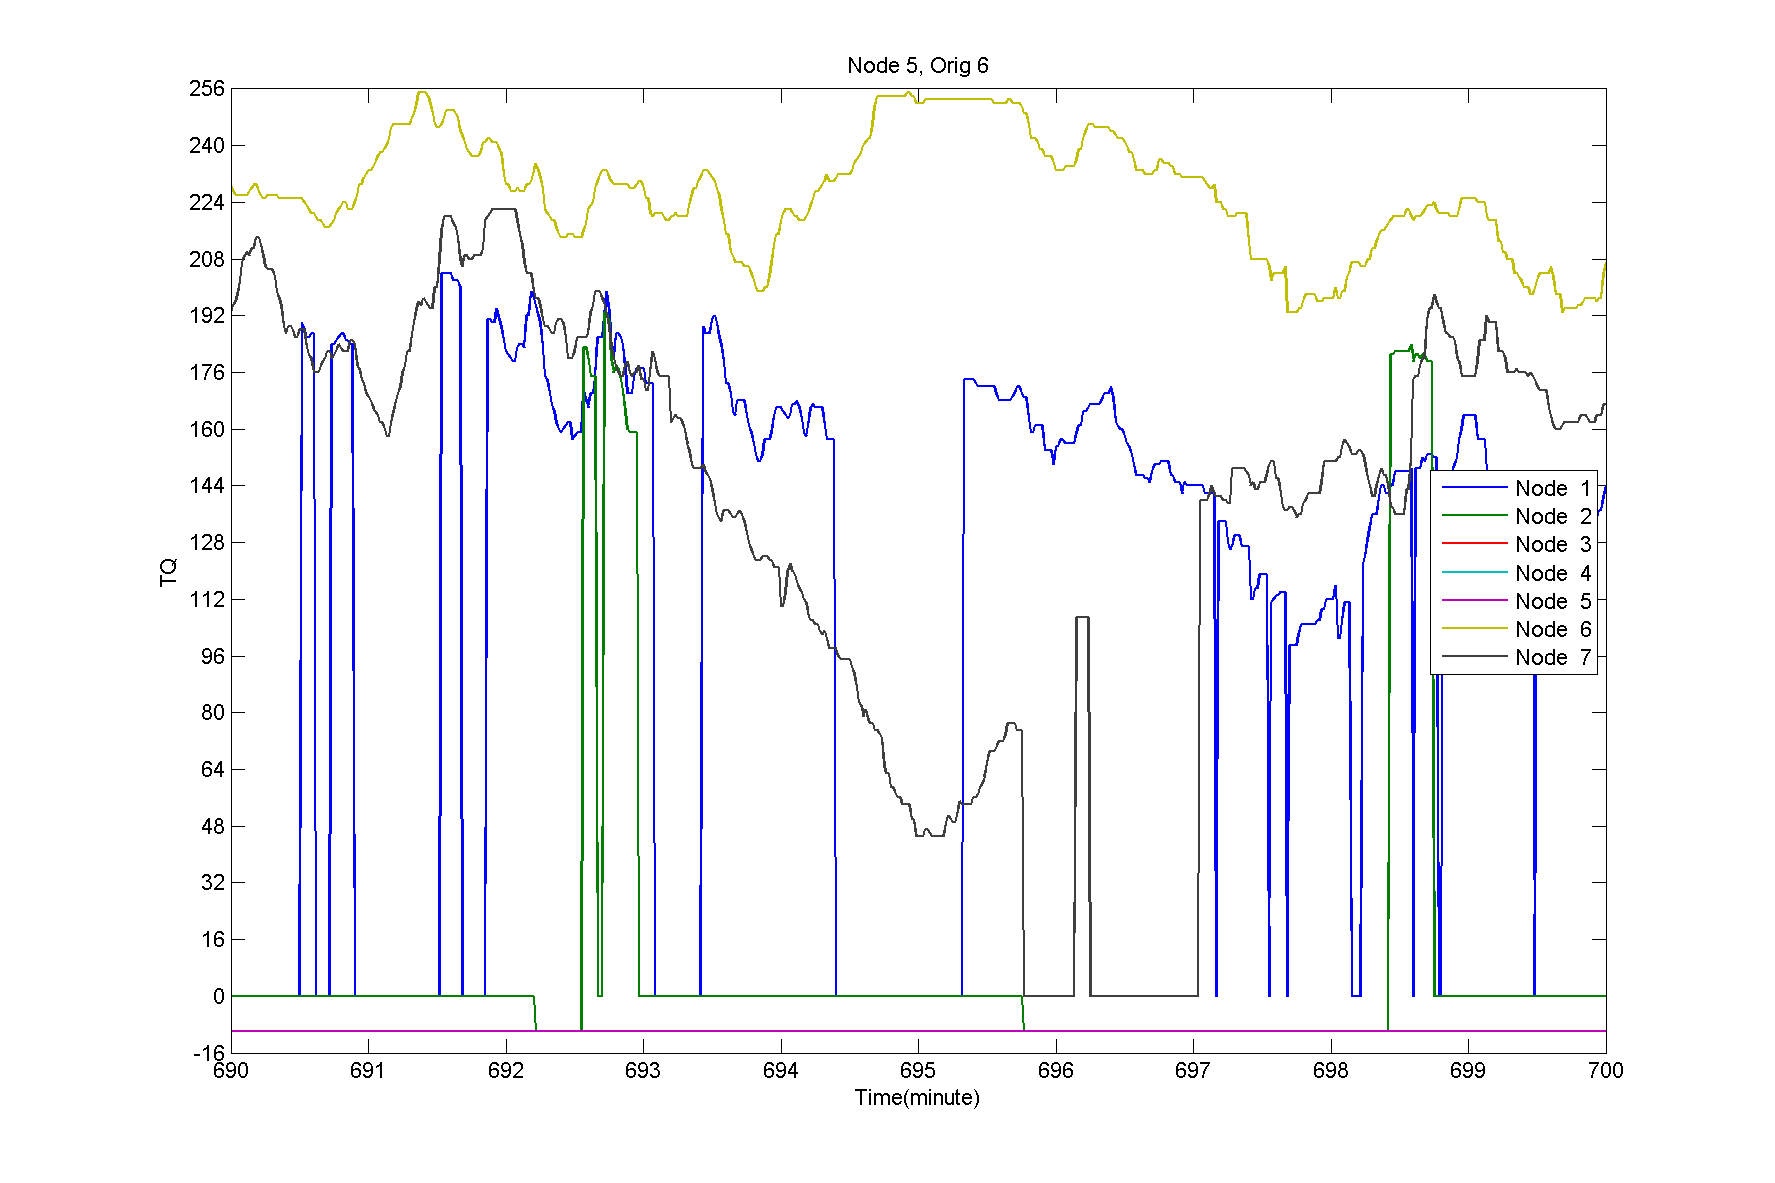 Node 5, Orig 6
256
240
224
208
192
176
160
144
128
112
96
80
64
48
32
16
0
-16
TQ
Node 1
Node 2
Node 3
Node 4
Node 5
Node 6
Node 7
690 691 692 693 694 695 696 697 698 699 700
Time(minute)